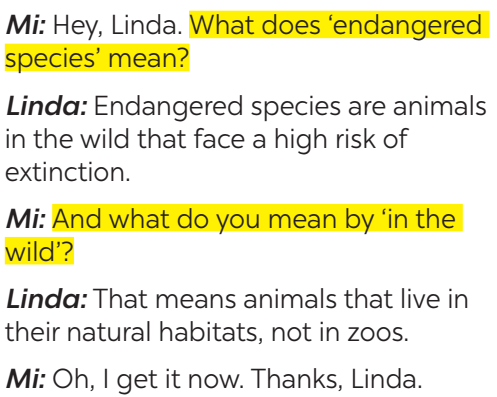 Mi: Hey, Linda. What does ‘endangered
species’ mean?
Linda: Endangered species are animals
in the wild that face a high risk of
extinction.
Mi: And what do you mean by ‘in the
wild’?
Linda: That means animals that live in
their natural habitats, not in zoos.
Mi: Oh, I get it now. Thanks, Linda.